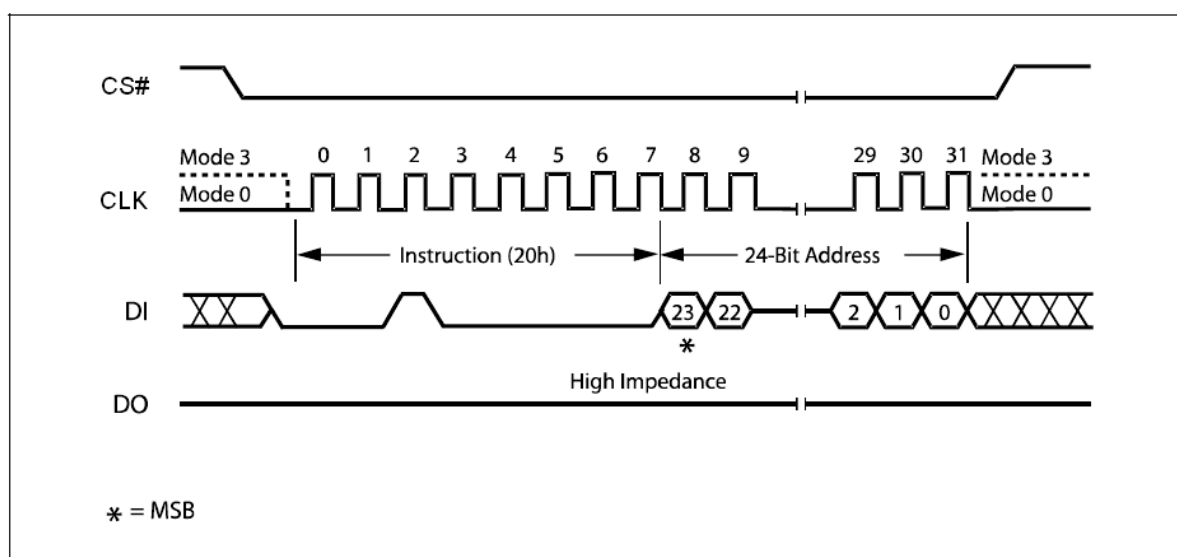 CS#
Mode 3 0 1 2 3 4 5 6 7 8 9 29 30 31 Mode 3
CLK Mode 0 Mode 0
Instruction (20h) 24-Bit Address
DI 23 22 2 1 0
*
High Impedance
DO
* = MSB